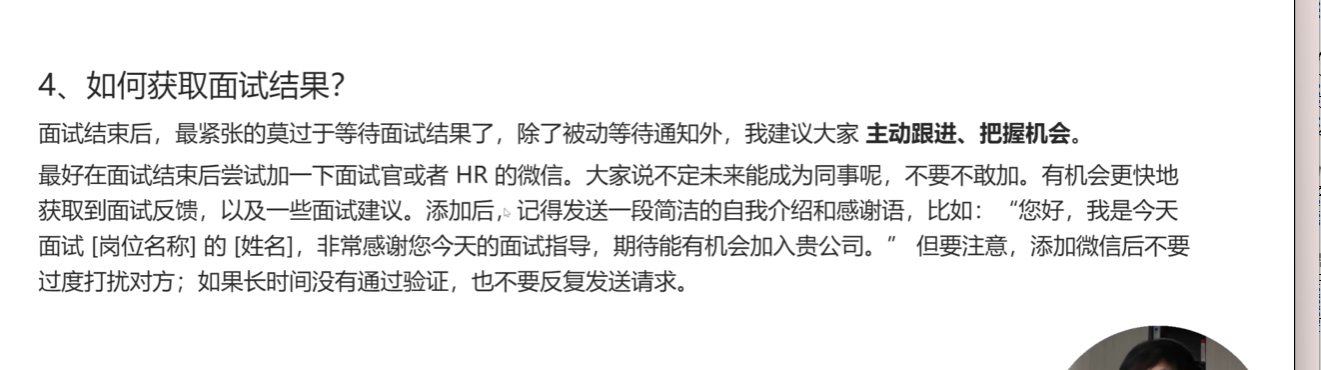 4、如何获取面试结果？
面试结束后，最紧张的莫过于等待面试结果了，除了被动等待通知外，我建议大家 主动跟进、把握机会。
最好在面试结束后尝试加一下面试官或者 HR 的微信。大家说不定未来能成为同事呢，不要不敢加。有机会更快地
获取到面试反馈，以及一些面试建议。添加后，记得发送一段简洁的自我介绍和感谢语，比如：“您好，我是今天
面试 [岗位名称] 的 [姓名]，非常感谢您今天的面试指导，期待能有机会加入贵公司。” 但要注意，添加微信后不要
过度打扰对方；如果长时间没有通过验证，也不要反复发送请求。